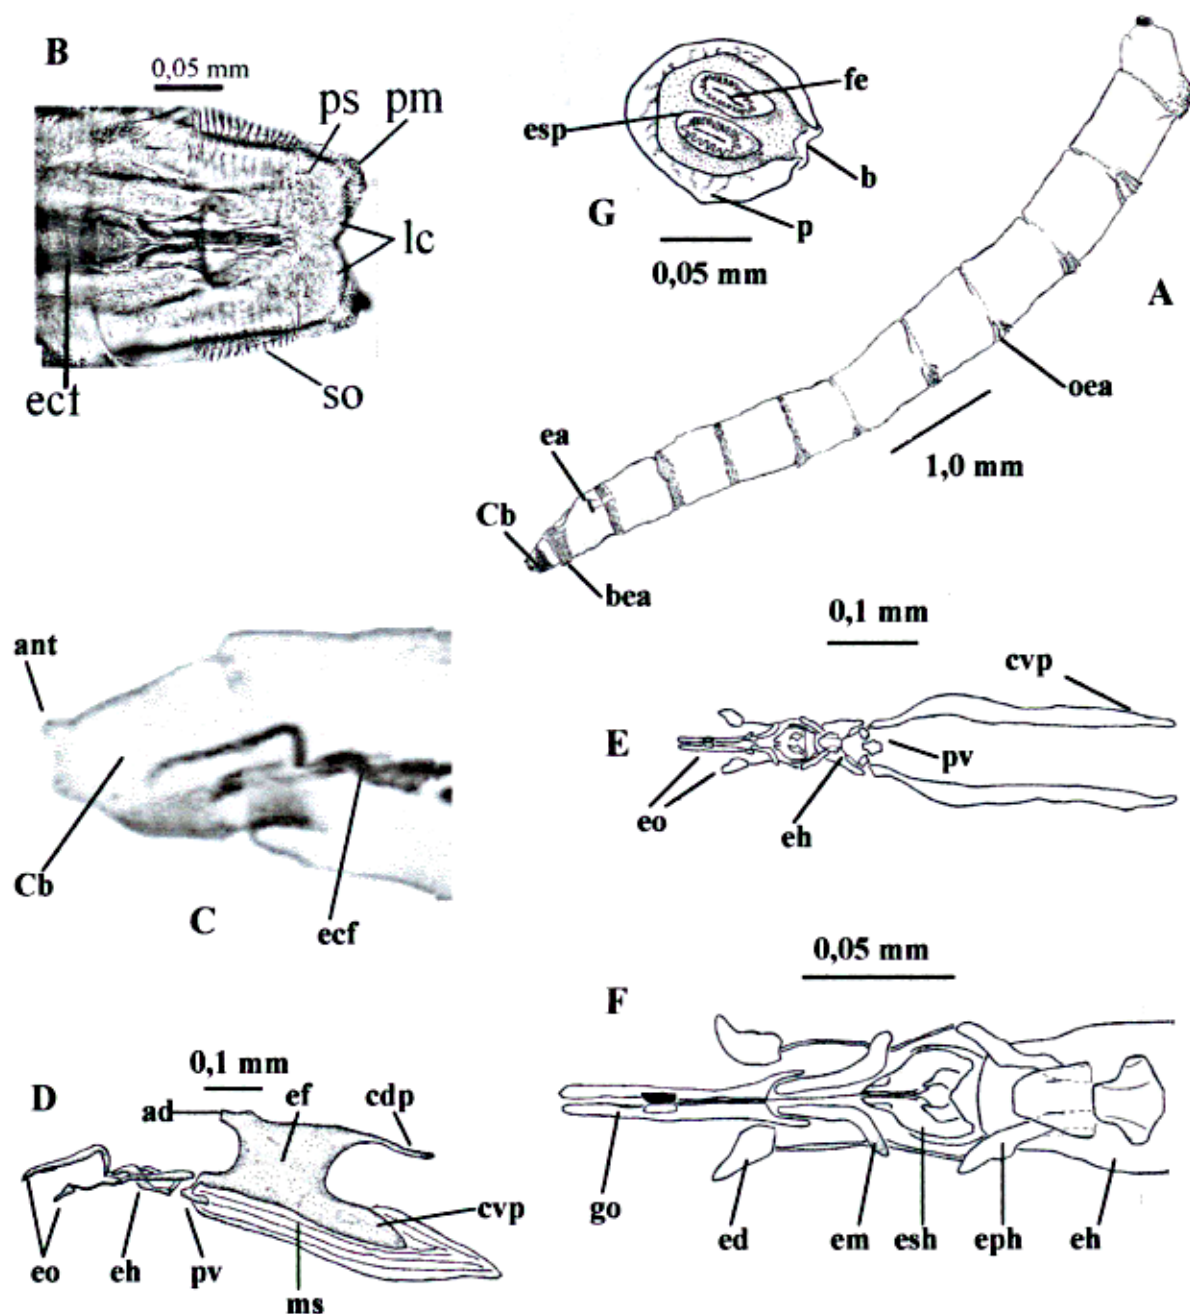 B
0,05 mm
ps
pm
lc
ecf
so
fe
esp
b
G
p
0,05 mm
A
oea
1,0 mm
ea
Cb
bea
ant
Cb
C
ecf
0,1 mm
cvp
E
pv
eo
eh
0,05 mm
F
go
ed
em
esh
eph
eh
0,1 mm
D
ad
ef
cdp
cvp
eo
eh
pv
ms